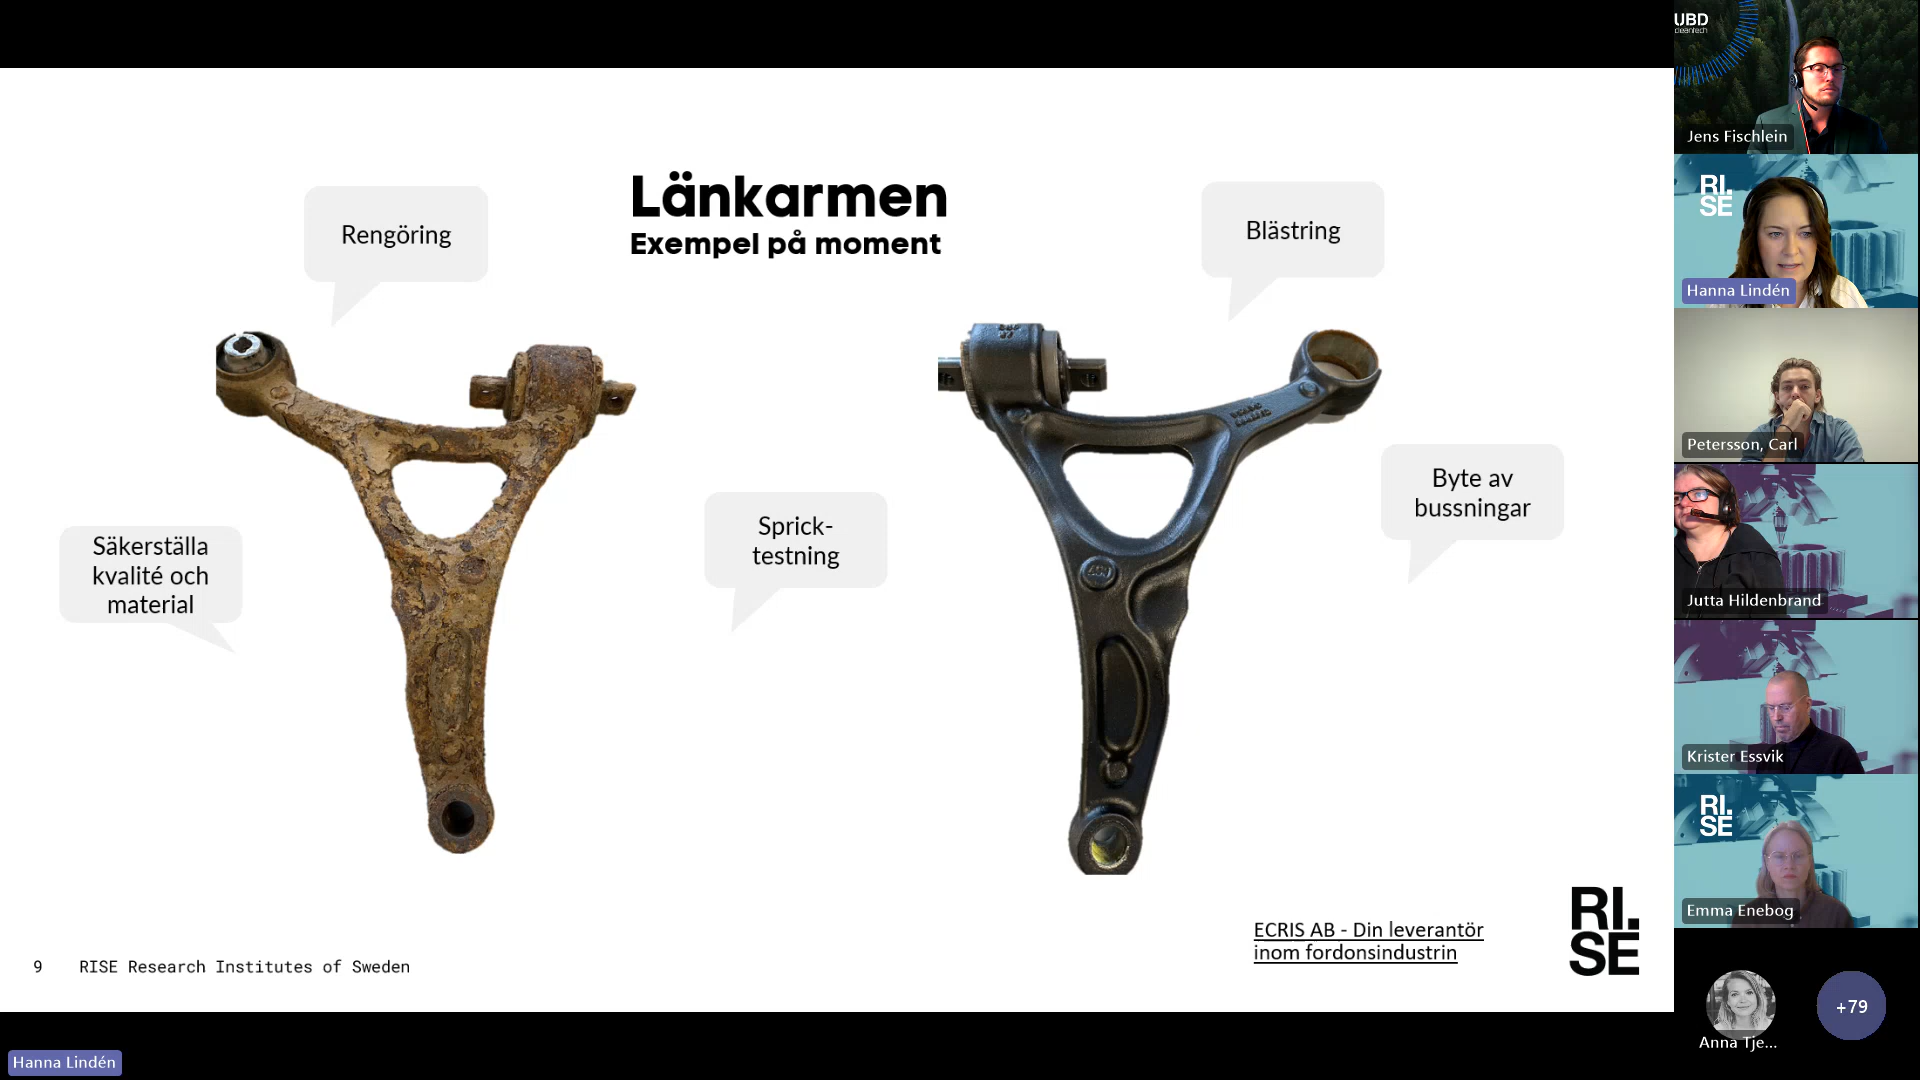 Länkarmen
Exempel på moment
Rengöring
Blästring
Säkerställa
kvalité och
material
Sprick-
testning
Byte av
bussningar
ECRIS AB - Din leverantör
inom fordonsindustrin
RI.
SE
9 RISE Research Institutes of Sweden
Hanna Lindén
UBD
cleantech
Jens Fischlein
RI.
SE
Hanna Lindén
Petersson, Carl
Jutta Hildenbrand
Krister Essvik
RI.
SE
Emma Enebog
Anna Tje...
+79